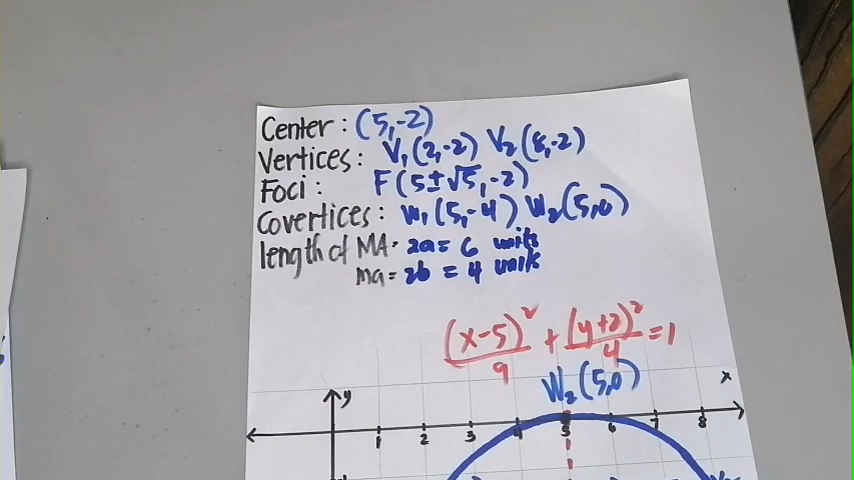 Center : (5,-2)
Vertices : V₁(2,-2) V₂(8,-2)
Foci : F(5±√5,-2)
Covertices : W₁(5,-4) W₂(5,0)
length of MA = 2a = 6 units
ma = 2b = 4 units
(x-5)²/9 + (y+2)²/4 = 1
W₂(5,0)
x
y
1 2 3 4 5 6 7 8